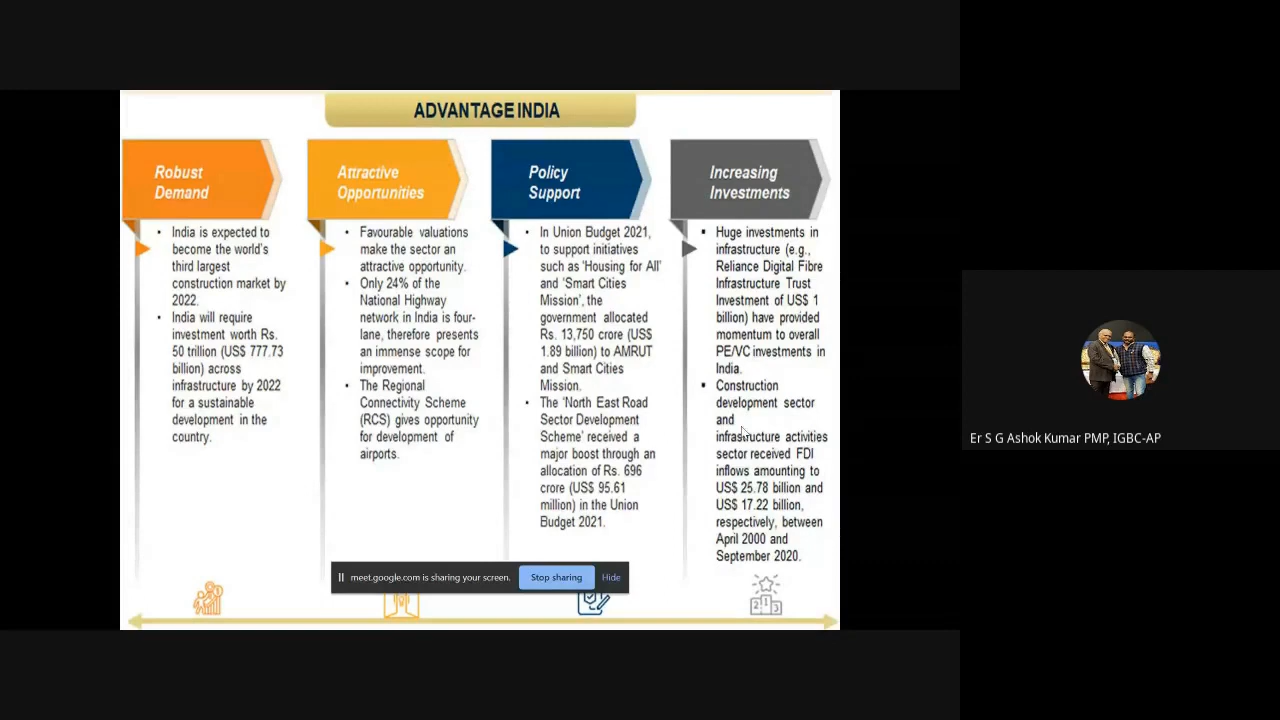 ADVANTAGE INDIA
Robust
Demand
India is expected to
become the world's
third largest
construction market by
2022.
India will require
investment worth Rs.
50 trillion (US$ 777.73
billion) across
infrastructure by 2022
for a sustainable
development in the
country.
Attractive
Opportunities
Favourable valuations
make the sector an
attractive opportunity.
Only 24% of the
National Highway
network in India is four-
lane, therefore presents
an immense scope for
improvement.
The Regional
Connectivity Scheme
(RCS) gives opportunity
for development of
airports.
Policy
Support
In Union Budget 2021,
to support initiatives
such as 'Housing for All'
and 'Smart Cities
Mission', the
government allocated
Rs. 13,750 crore (US$
1.89 billion) to AMRUT
and Smart Cities
Mission.
The 'North East Road
Sector Development
Scheme' received a
major boost through an
allocation of Rs. 696
crore (US$ 95.61
million) in the Union
Budget 2021.
Increasing
Investments
Huge investments in
infrastructure (e.g.,
Reliance Digital Fibre
Infrastructure Trust
Investment of US$ 1
billion) have provided
momentum to overall
PE/VC investments in
India.
Construction
development sector
and
infrastructure activities
sector received FDI
inflows amounting to
US$ 25.78 billion and
US$ 17.22 billion,
respectively, between
April 2000 and
September 2020.
meet.google.com is sharing your screen. Stop sharing Hide
2 1 3
Er S G Ashok Kumar PMP, IGBC-AP